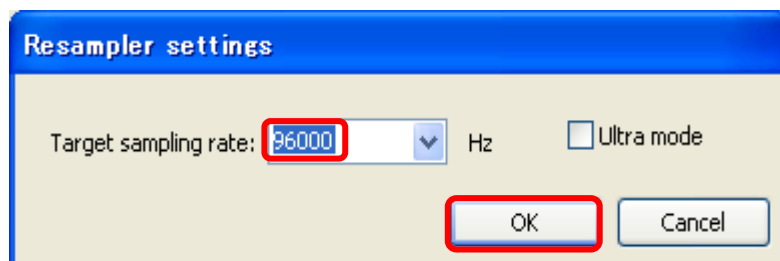 Resampler settings
Target sampling rate: 96000 Hz Ultra mode
OK Cancel